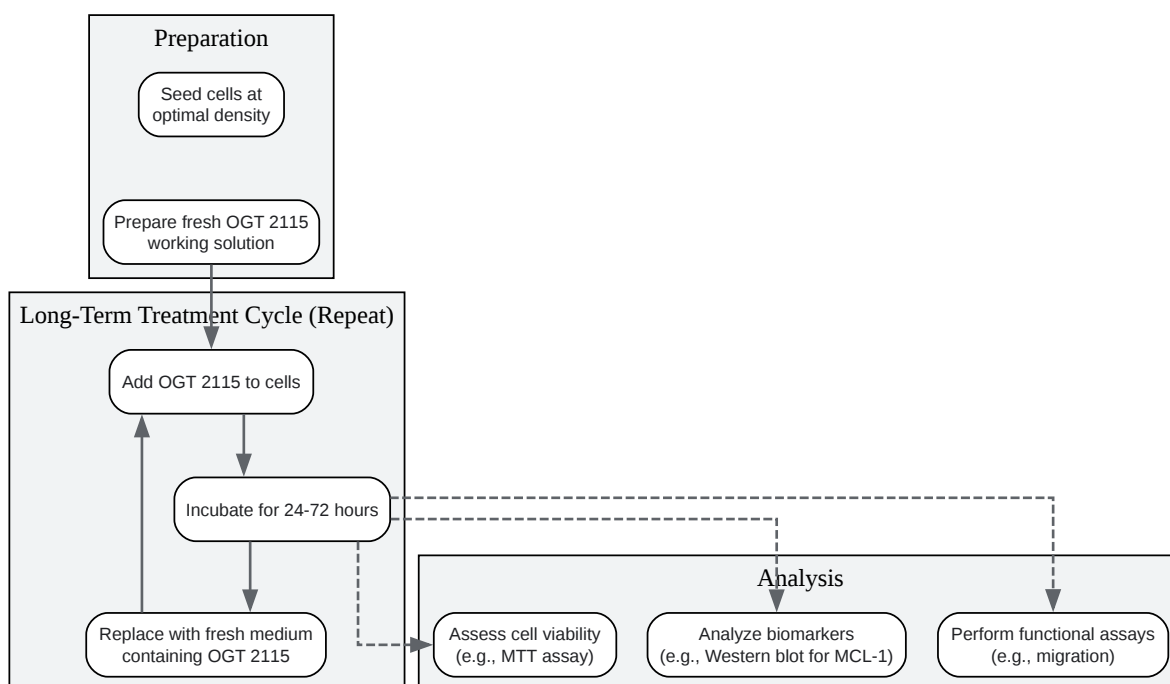 Preparation
Seed cells at
optimal density
Prepare fresh OGT 2115
working solution
Long-Term Treatment Cycle (Repeat)
Add OGT 2115 to cells
Incubate for 24-72 hours
Replace with fresh medium
containing OGT 2115
Analysis
Assess cell viability
(e.g., MTT assay)
Analyze biomarkers
(e.g., Western blot for MCL-1)
Perform functional assays
(e.g., migration)